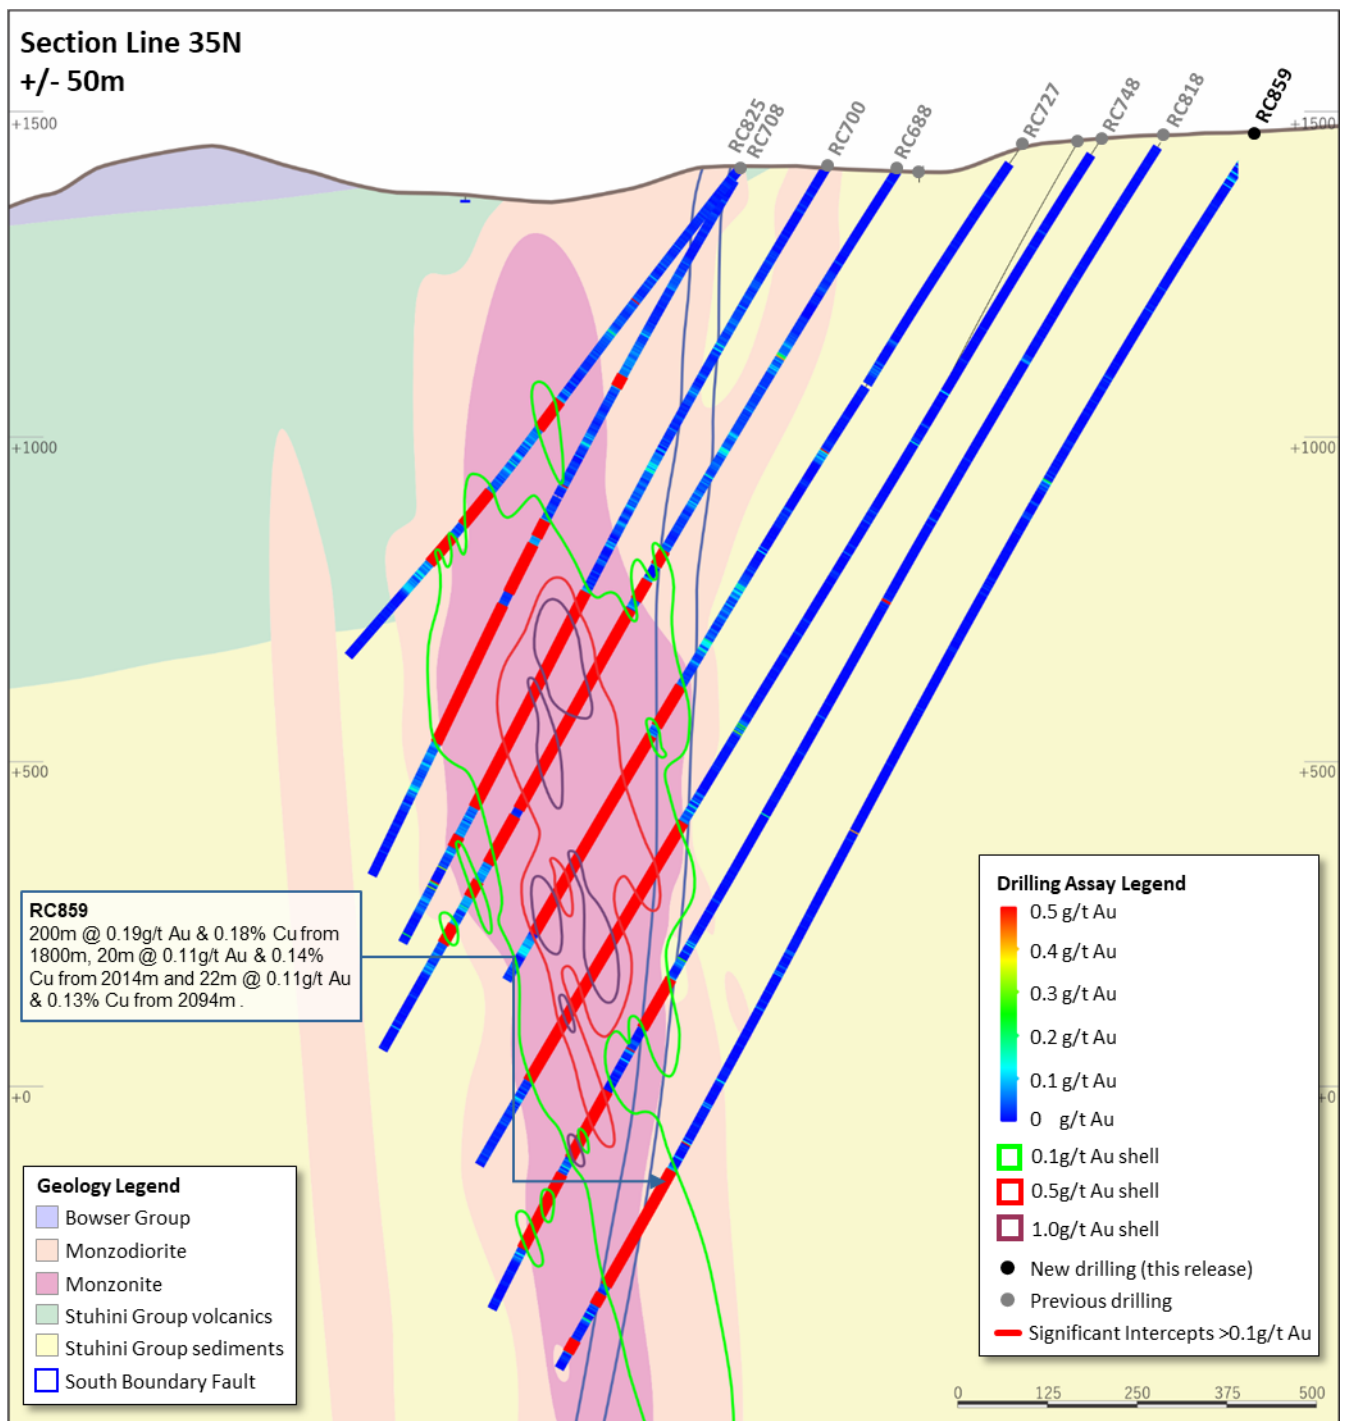 Section Line 35N
+/- 50m
RC825
RC708
RC700
RC688
RC727
RC748
RC818
RC859
+1500
+1500
+1000
+1000
+500
+500
+0
+0
RC859
200m @ 0.19g/t Au & 0.18% Cu from
1800m, 20m @ 0.11g/t Au & 0.14%
Cu from 2014m and 22m @ 0.11g/t Au
& 0.13% Cu from 2094m .
Geology Legend
Bowser Group
Monzodiorite
Monzonite
Stuhini Group volcanics
Stuhini Group sediments
South Boundary Fault
Drilling Assay Legend
0.5 g/t Au
0.4 g/t Au
0.3 g/t Au
0.2 g/t Au
0.1 g/t Au
0 g/t Au
0.1g/t Au shell
0.5g/t Au shell
1.0g/t Au shell
New drilling (this release)
Previous drilling
Significant Intercepts >0.1g/t Au
0 125 250 375 500